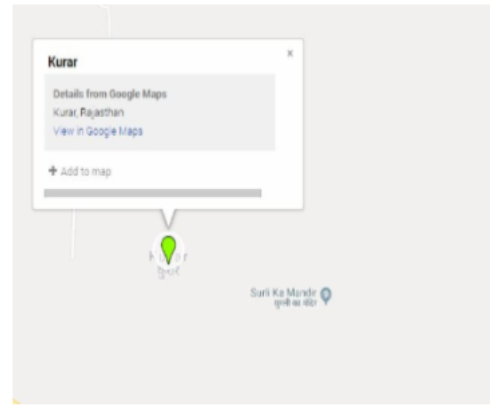 Kurar
×
Details from Google Maps
Kurar, Rajasthan
View in Google Maps
+ Add to map
Surli Ka Mandir